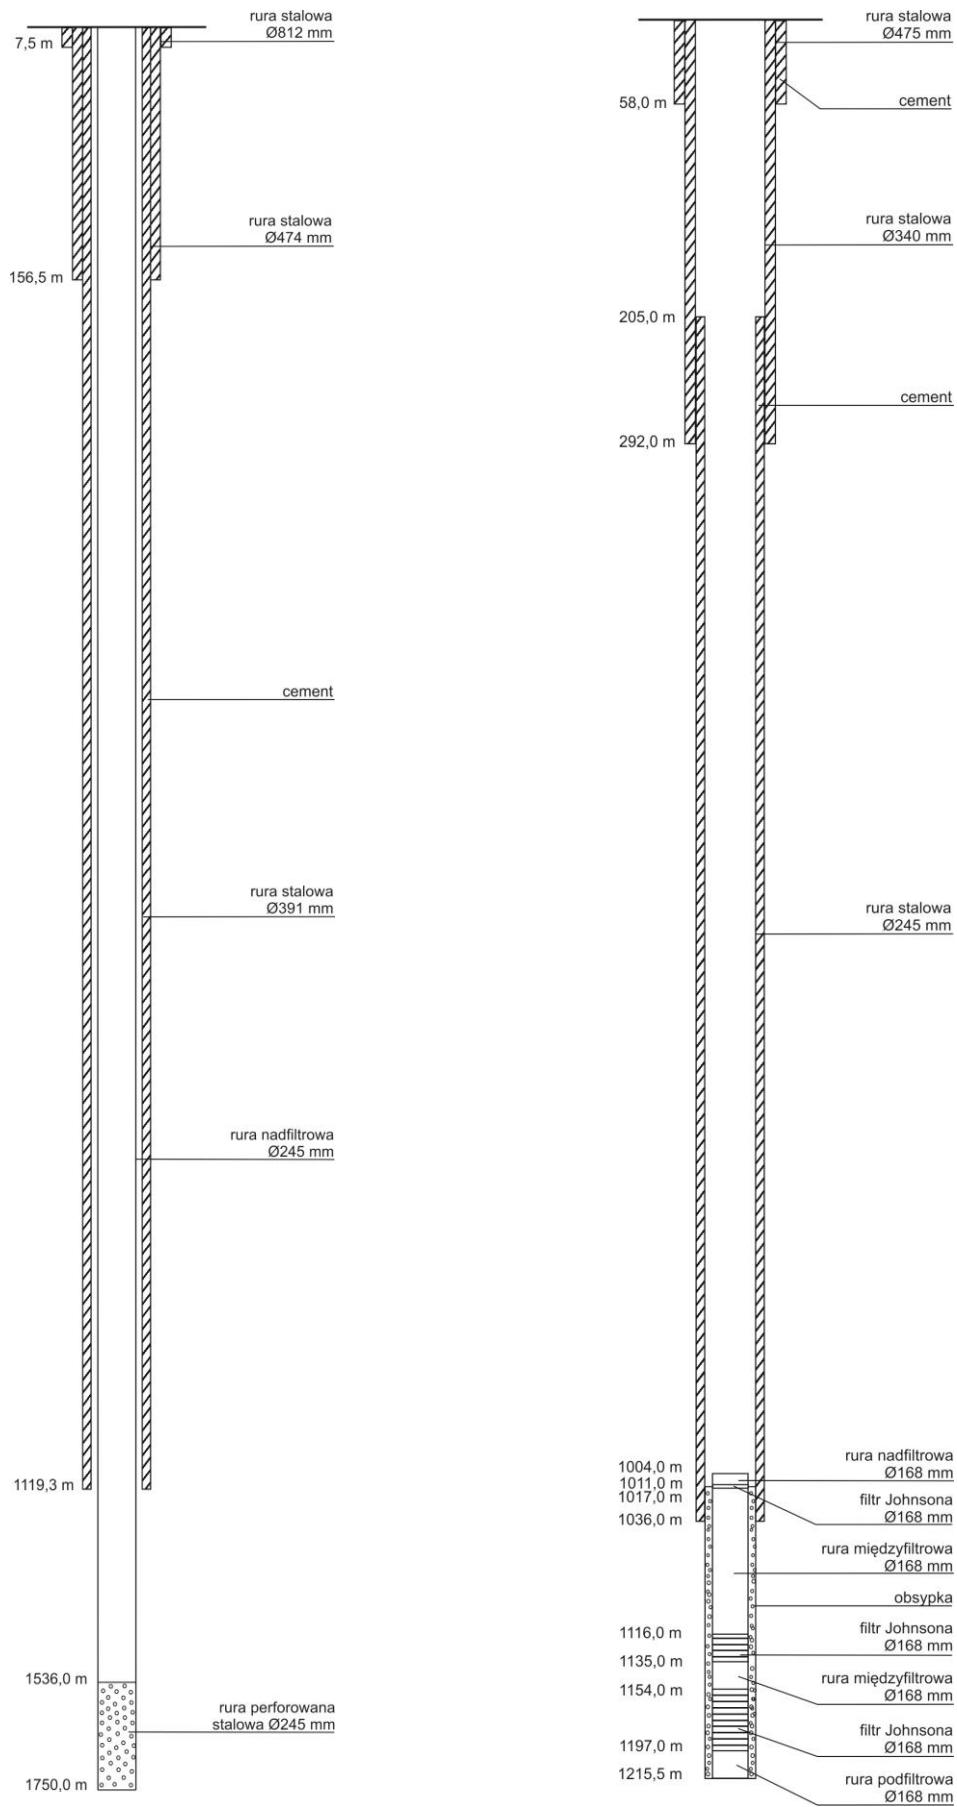 rura stalowa
Ø812 mm
7,5 m
rura stalowa
Ø474 mm
156,5 m
cement
rura stalowa
Ø391 mm
rura nadfiltrowa
Ø245 mm
1119,3 m
1536,0 m
rura perforowana
stalowa Ø245 mm
1750,0 m
rura stalowa
Ø475 mm
58,0 m
cement
rura stalowa
Ø340 mm
205,0 m
cement
292,0 m
rura stalowa
Ø245 mm
rura nadfiltrowa
1004,0 m
Ø168 mm
1011,0 m
1017,0 m
filtr Johnsona
Ø168 mm
1036,0 m
rura międzyfiltrowa
Ø168 mm
obsypka
filtr Johnsona
1116,0 m
Ø168 mm
1135,0 m
rura międzyfiltrowa
Ø168 mm
1154,0 m
filtr Johnsona
Ø168 mm
1197,0 m
1215,5 m
rura podfiltrowa
Ø168 mm